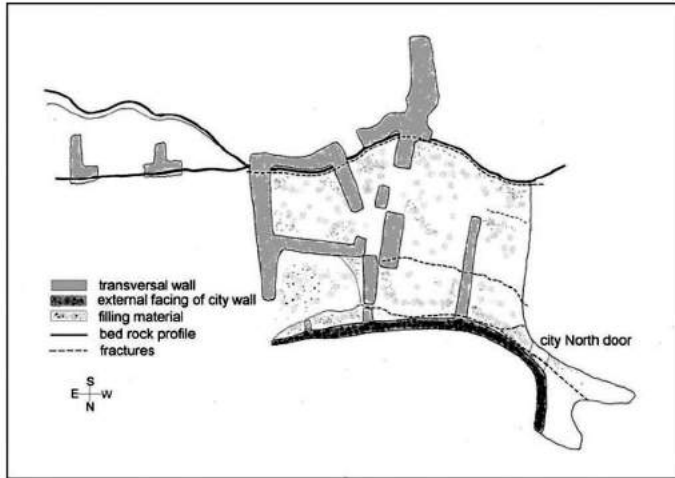 transversal wall
external facing of city wall
filling material
bed rock profile
fractures
city North door
S
E W
N